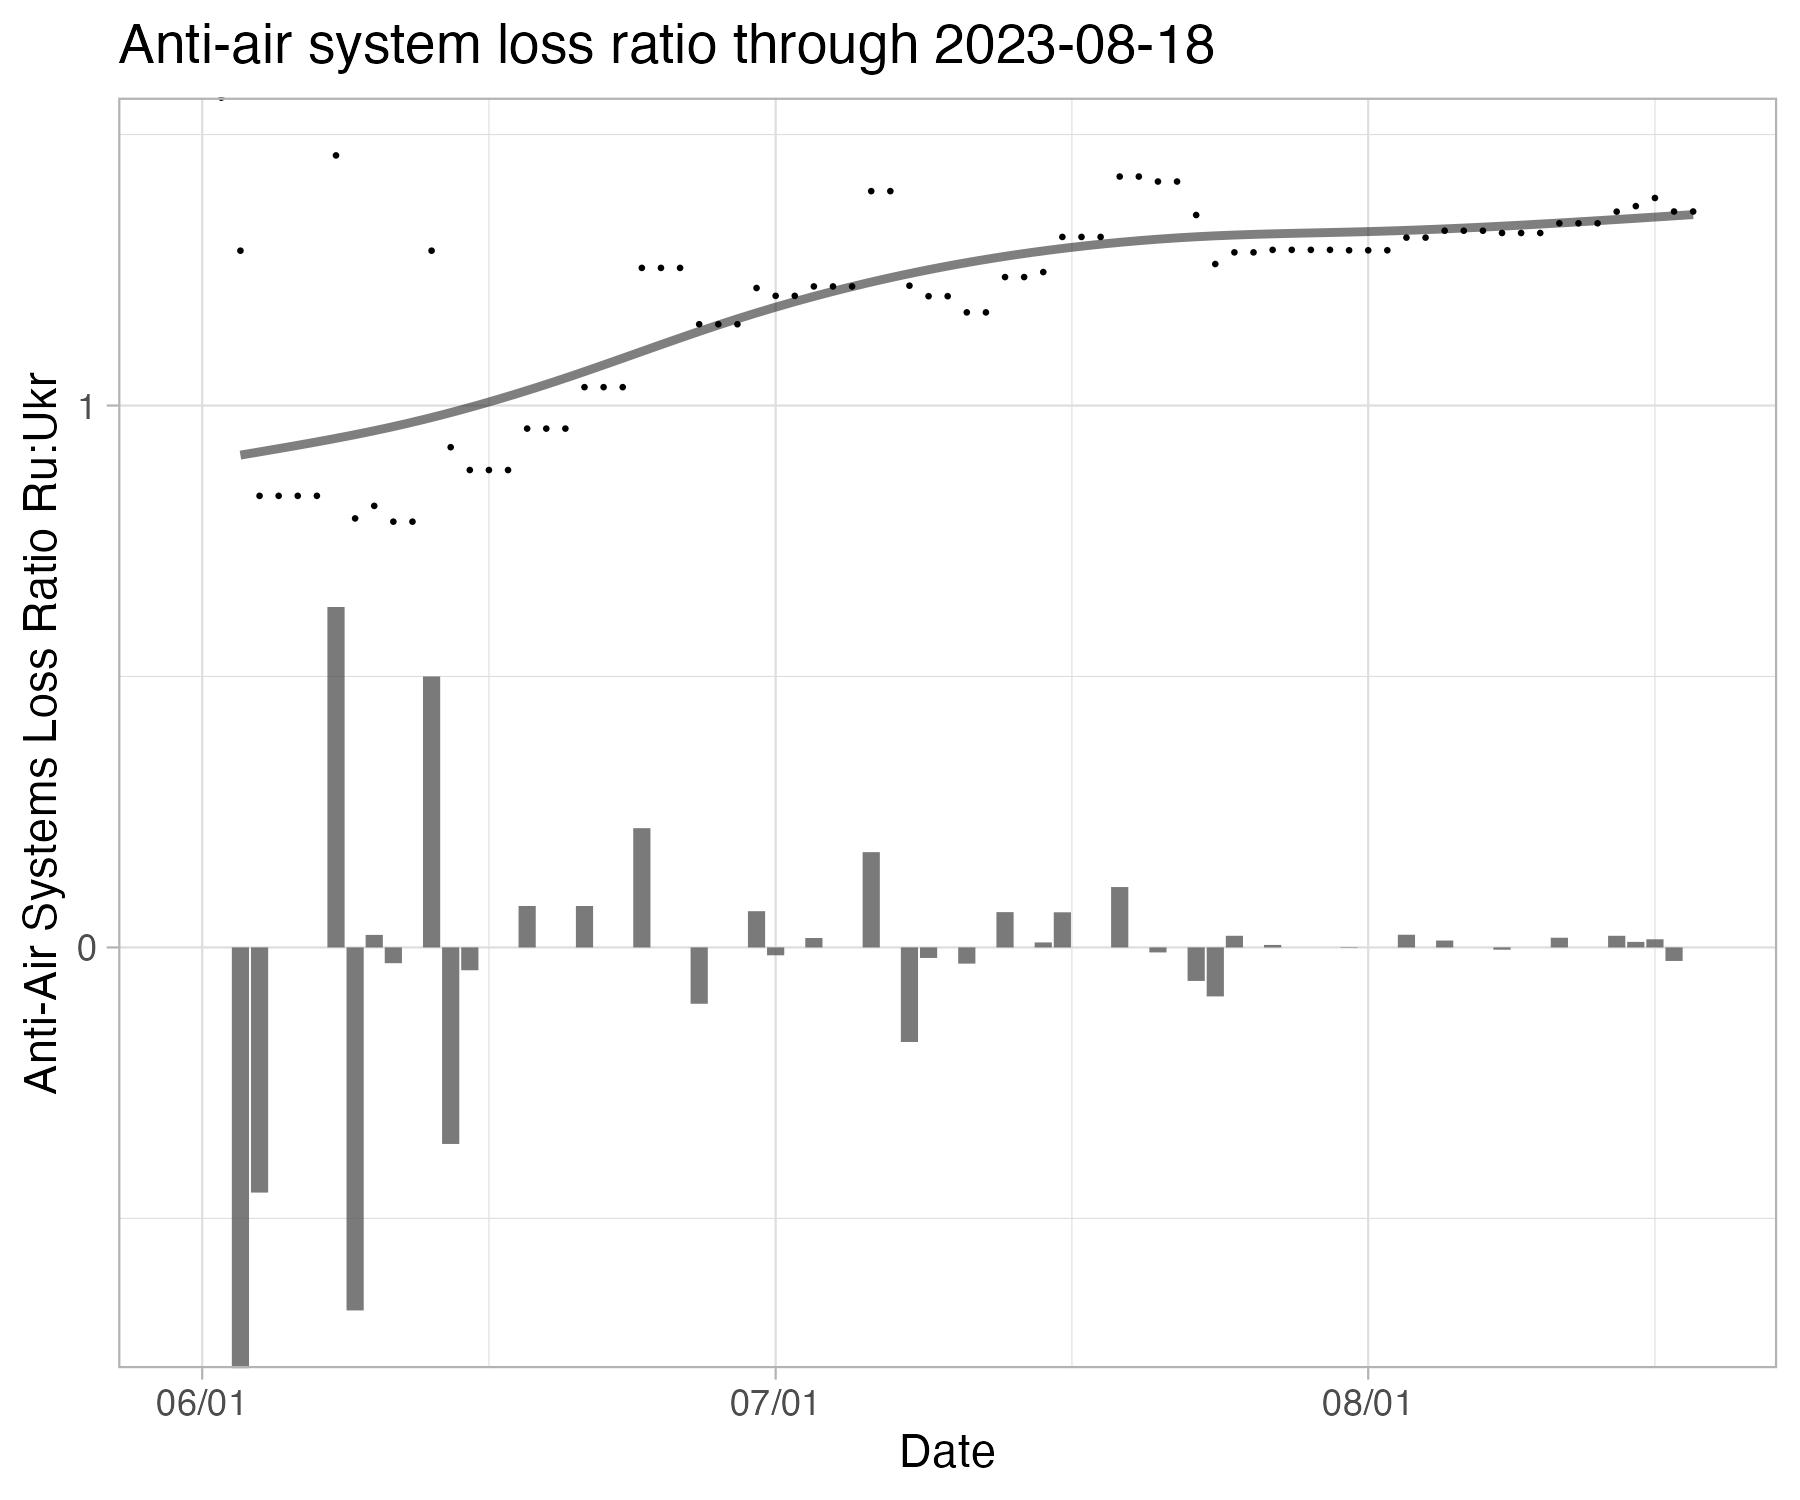 Anti-air system loss ratio through 2023-08-18
Anti-Air Systems Loss Ratio Ru:Ukr
1
0
06/01
07/01
08/01
Date